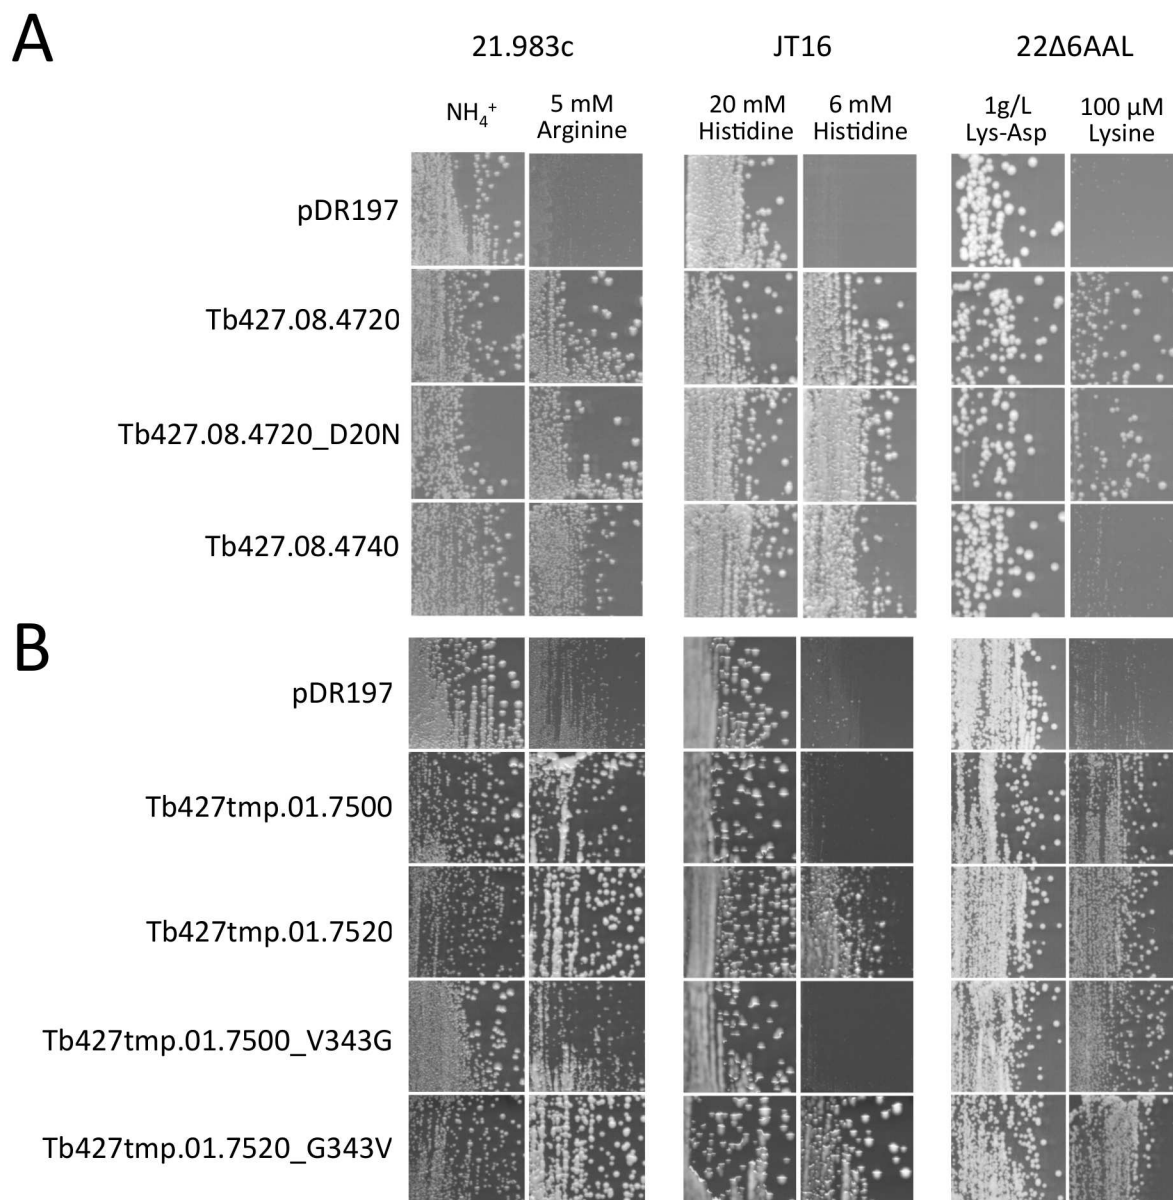 A
21.983c JT16 22Δ6AAL
NH₄⁺ 5 mM Arginine 20 mM Histidine 6 mM Histidine 1g/L Lys-Asp 100 µM Lysine
pDR197
Tb427.08.4720
Tb427.08.4720_D20N
Tb427.08.4740
B
pDR197
Tb427tmp.01.7500
Tb427tmp.01.7520
Tb427tmp.01.7500_V343G
Tb427tmp.01.7520_G343V